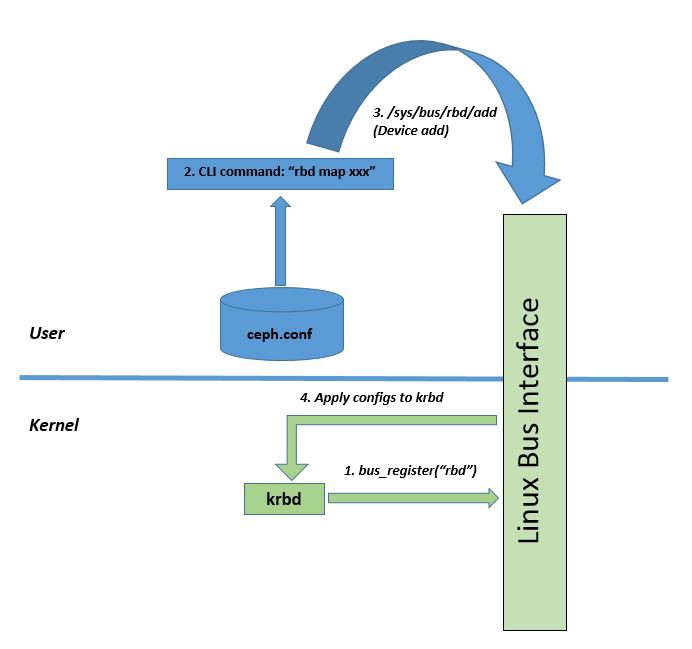 3. /sys/bus/rbd/add
(Device add)
2. CLI command: “rbd map xxx”
ceph.conf
User
Linux Bus Interface
4. Apply configs to krbd
Kernel
1. bus_register(“rbd”)
krbd